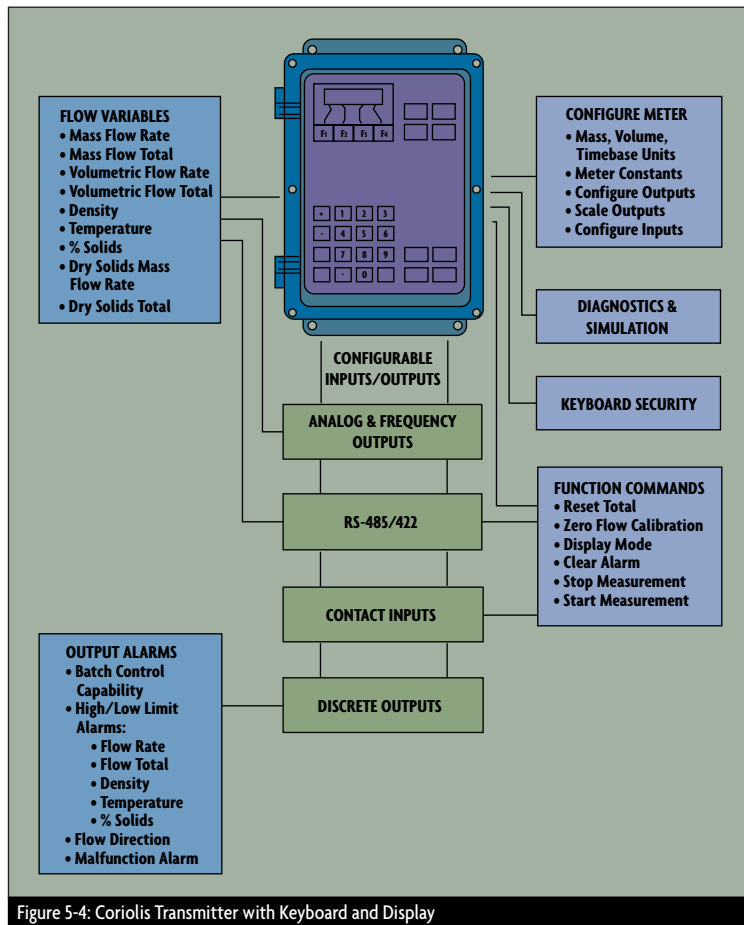 F1 F2 F3 F4
+ 1 2 3
- 4 5 6
7 8 9
· 0
FLOW VARIABLES
• Mass Flow Rate
• Mass Flow Total
• Volumetric Flow Rate
• Volumetric Flow Total
• Density
• Temperature
• % Solids
• Dry Solids Mass
Flow Rate
• Dry Solids Total
CONFIGURE METER
• Mass, Volume,
Timebase Units
• Meter Constants
• Configure Outputs
• Scale Outputs
• Configure Inputs
DIAGNOSTICS &
SIMULATION
KEYBOARD SECURITY
CONFIGURABLE
INPUTS/OUTPUTS
ANALOG & FREQUENCY
OUTPUTS
RS-485/422
CONTACT INPUTS
DISCRETE OUTPUTS
FUNCTION COMMANDS
• Reset Total
• Zero Flow Calibration
• Display Mode
• Clear Alarm
• Stop Measurement
• Start Measurement
OUTPUT ALARMS
• Batch Control
Capability
• High/Low Limit
Alarms:
• Flow Rate
• Flow Total
• Density
• Temperature
• % Solids
• Flow Direction
• Malfunction Alarm
Figure 5-4: Coriolis Transmitter with Keyboard and Display